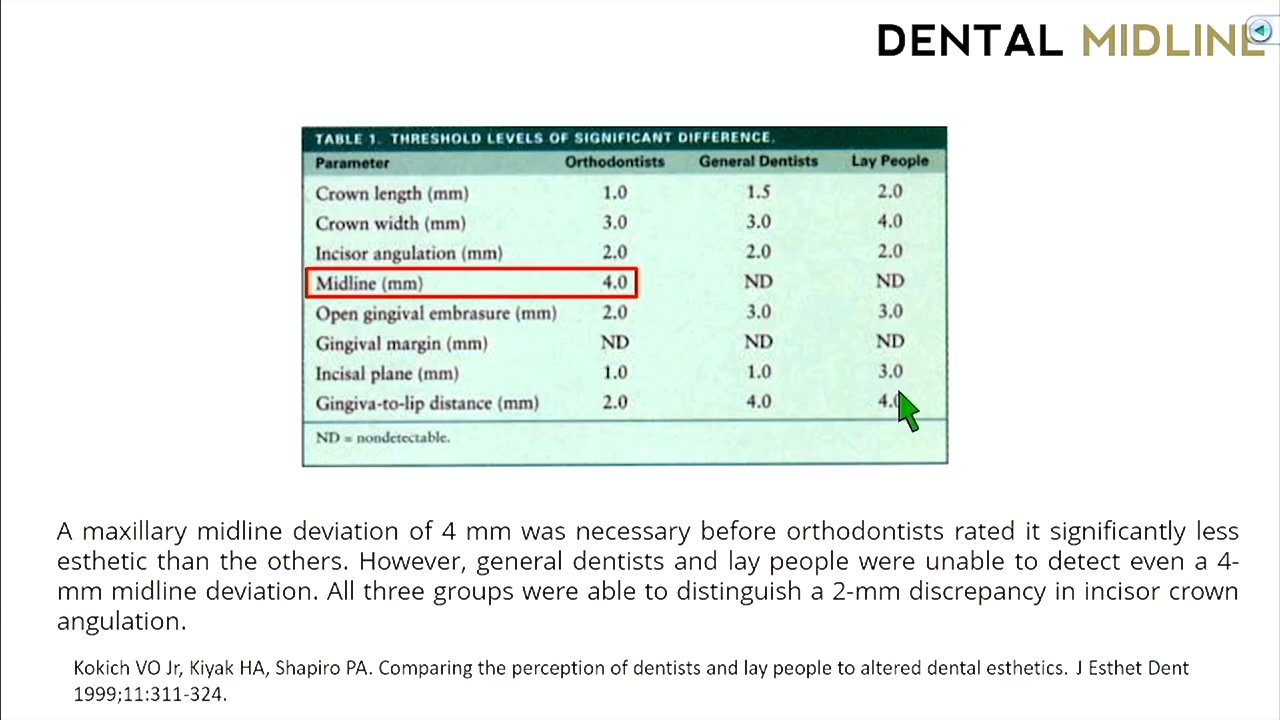 DENTAL MIDLINE
TABLE 1. THRESHOLD LEVELS OF SIGNIFICANT DIFFERENCE.
Parameter Orthodontists General Dentists Lay People
Crown length (mm) 1.0 1.5 2.0
Crown width (mm) 3.0 3.0 4.0
Incisor angulation (mm) 2.0 2.0 2.0
Midline (mm) 4.0 ND ND
Open gingival embrasure (mm) 2.0 3.0 3.0
Gingival margin (mm) ND ND ND
Incisal plane (mm) 1.0 1.0 3.0
Gingiva-to-lip distance (mm) 2.0 4.0 4.0
ND = nondetectable.
A maxillary midline deviation of 4 mm was necessary before orthodontists rated it significantly less
esthetic than the others. However, general dentists and lay people were unable to detect even a 4-
mm midline deviation. All three groups were able to distinguish a 2-mm discrepancy in incisor crown
angulation.
Kokich VO Jr, Kiyak HA, Shapiro PA. Comparing the perception of dentists and lay people to altered dental esthetics. J Esthet Dent
1999;11:311-324.